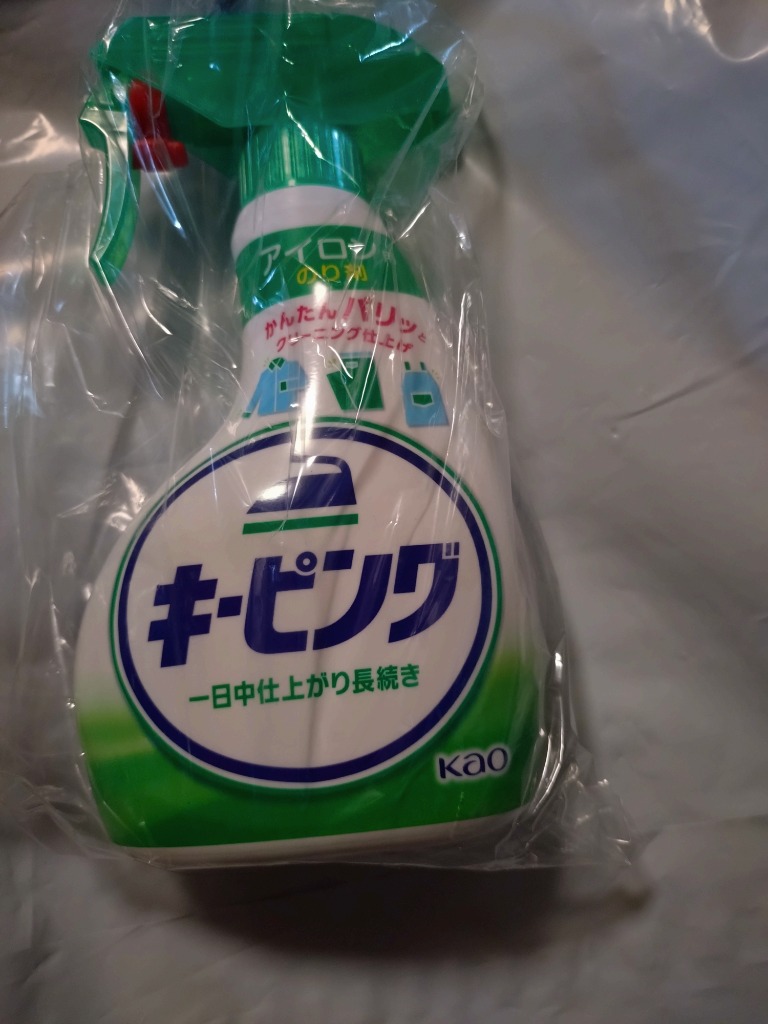 アイロン
のり剤
かんたんパリッと
クリーニング仕上げ
キーピング
一日中仕上がり長続き
Kao